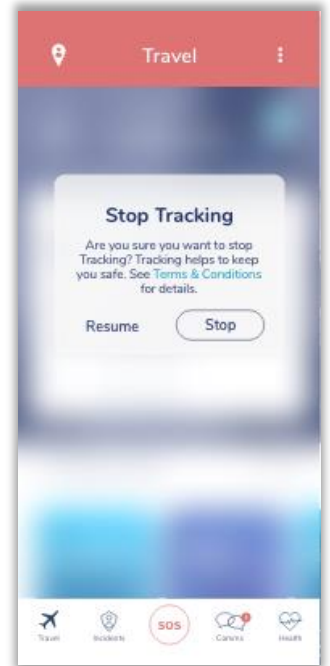 Travel
Stop Tracking
Are you sure you want to stop
Tracking? Tracking helps to keep
you safe. See Terms & Conditions
for details.
Resume
Stop
Travel
Incidents
SOS
Comms
Health